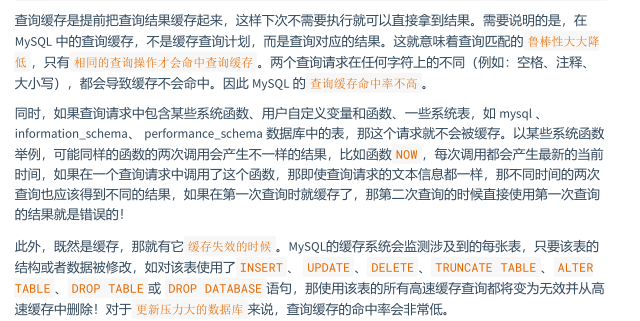 查询缓存是提前把查询结果缓存起来，这样下次不需要执行就可以直接拿到结果。需要说明的是，在
MySQL 中的查询缓存，不是缓存查询计划，而是查询对应的结果。这就意味着查询匹配的 鲁棒性大大降
低 ，只有 相同的查询操作才会命中查询缓存 。两个查询请求在任何字符上的不同（例如：空格、注释、
大小写），都会导致缓存不会命中。因此 MySQL 的 查询缓存命中率不高 。
同时，如果查询请求中包含某些系统函数、用户自定义变量和函数、一些系统表，如 mysql 、
information_schema、 performance_schema 数据库中的表，那这个请求就不会被缓存。以某些系统函数
举例，可能同样的函数的两次调用会产生不一样的结果，比如函数 NOW ，每次调用都会产生最新的当前
时间，如果在一个查询请求中调用了这个函数，那即使查询请求的文本信息都一样，那不同时间的两次
查询也应该得到不同的结果，如果在第一次查询时就缓存了，那第二次查询的时候直接使用第一次查询
的结果就是错误的！
此外，既然是缓存，那就有它 缓存失效的时候 。MySQL的缓存系统会监测涉及到的每张表，只要该表的
结构或者数据被修改，如对该表使用了 INSERT 、 UPDATE 、 DELETE 、 TRUNCATE TABLE 、 ALTER
TABLE 、 DROP TABLE 或 DROP DATABASE 语句，那使用该表的所有高速缓存查询都将变为无效并从高
速缓存中删除！对于 更新压力大的数据库 来说，查询缓存的命中率会非常低。